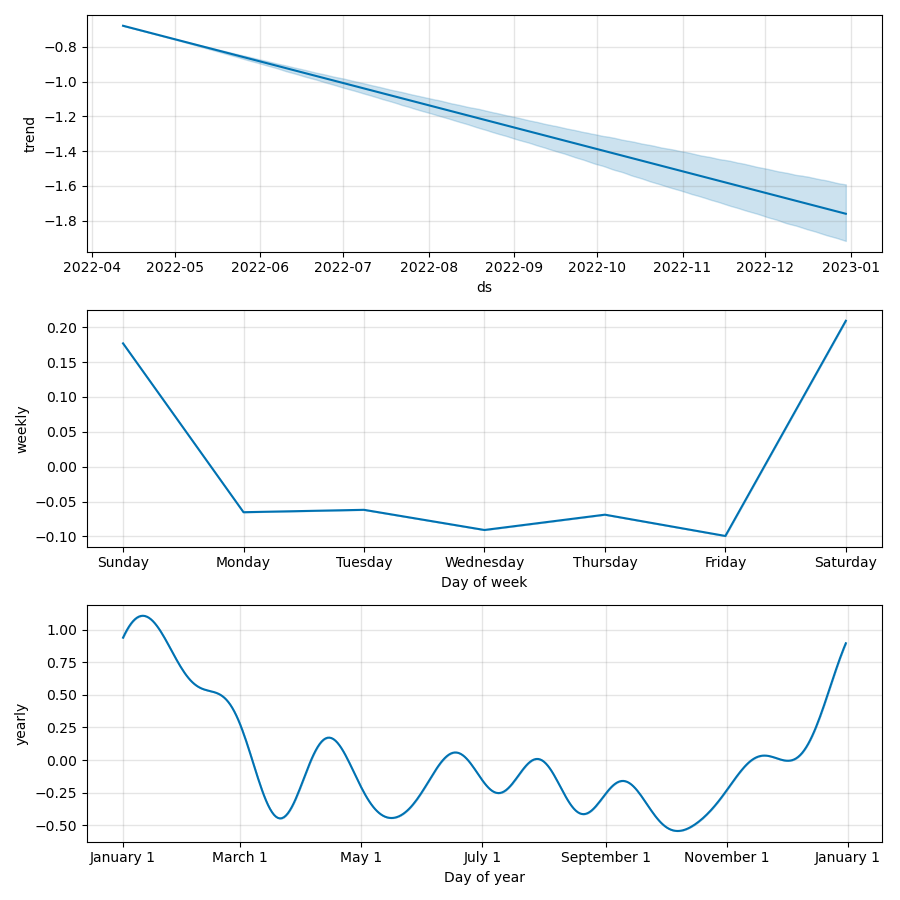 −0.8
−1.0
−1.2
−1.4
−1.6
−1.8
trend
2022-04 2022-05 2022-06 2022-07 2022-08 2022-09 2022-10 2022-11 2022-12 2023-01
ds
0.20
0.15
0.10
0.05
0.00
−0.05
−0.10
weekly
Sunday Monday Tuesday Wednesday Thursday Friday Saturday
Day of week
1.00
0.75
0.50
0.25
0.00
−0.25
−0.50
yearly
January 1 March 1 May 1 July 1 September 1 November 1 January 1
Day of year